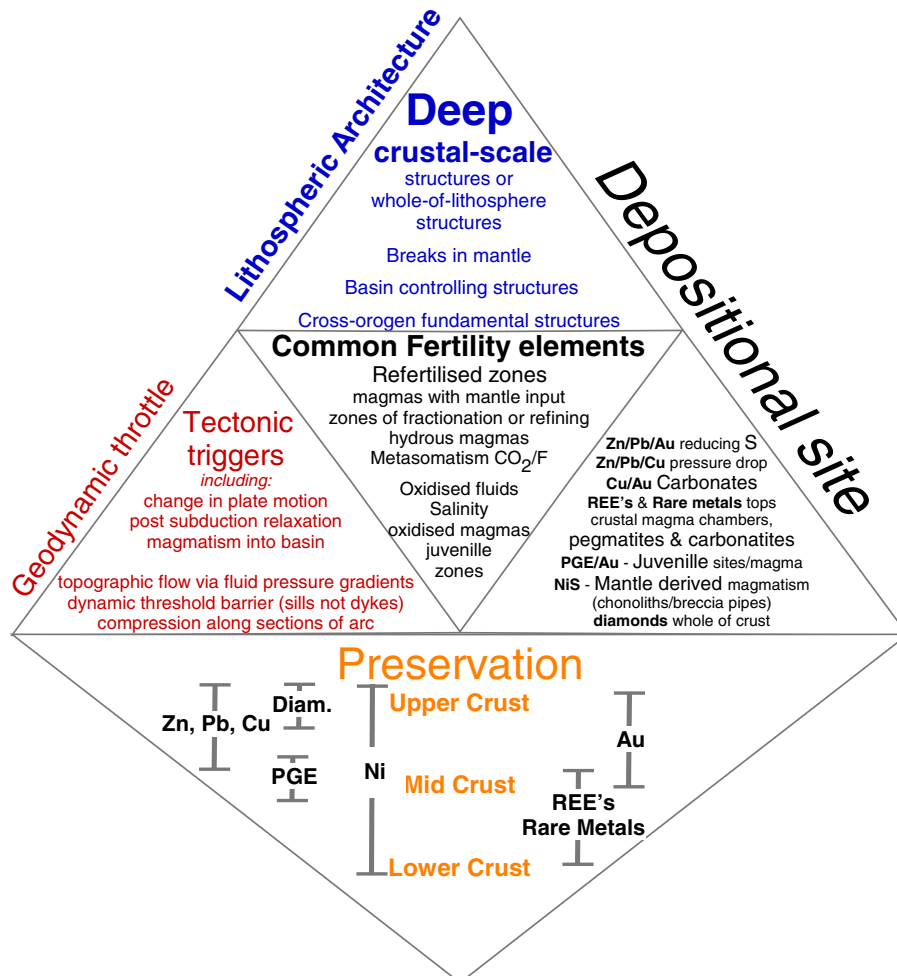 Lithospheric Architecture
Deep
crustal-scale
structures or
whole-of-lithosphere
structures
Breaks in mantle
Basin controlling structures
Cross-orogen fundamental structures
Depositional site
Common Fertility elements
Refertilised zones
magmas with mantle input
zones of fractionation or refining
hydrous magmas
Metasomatism CO2/F
Oxidised fluids
Salinity
oxidised magmas
juvenille
zones
Geodynamic throttle
Tectonic
triggers
including:
change in plate motion
post subduction relaxation
magmatism into basin
topographic flow via fluid pressure gradients
dynamic threshold barrier (sills not dykes)
compression along sections of arc
Zn/Pb/Au reducing S
Zn/Pb/Cu pressure drop
Cu/Au Carbonates
REE's & Rare metals tops
crustal magma chambers,
pegmatites & carbonatites
PGE/Au - Juvenille sites/magma
NiS - Mantle derived magmatism
(chonoliths/breccia pipes)
diamonds whole of crust
Preservation
Upper Crust
Mid Crust
Lower Crust
Zn, Pb, Cu
Diam.
PGE
Ni
Au
REE's
Rare Metals